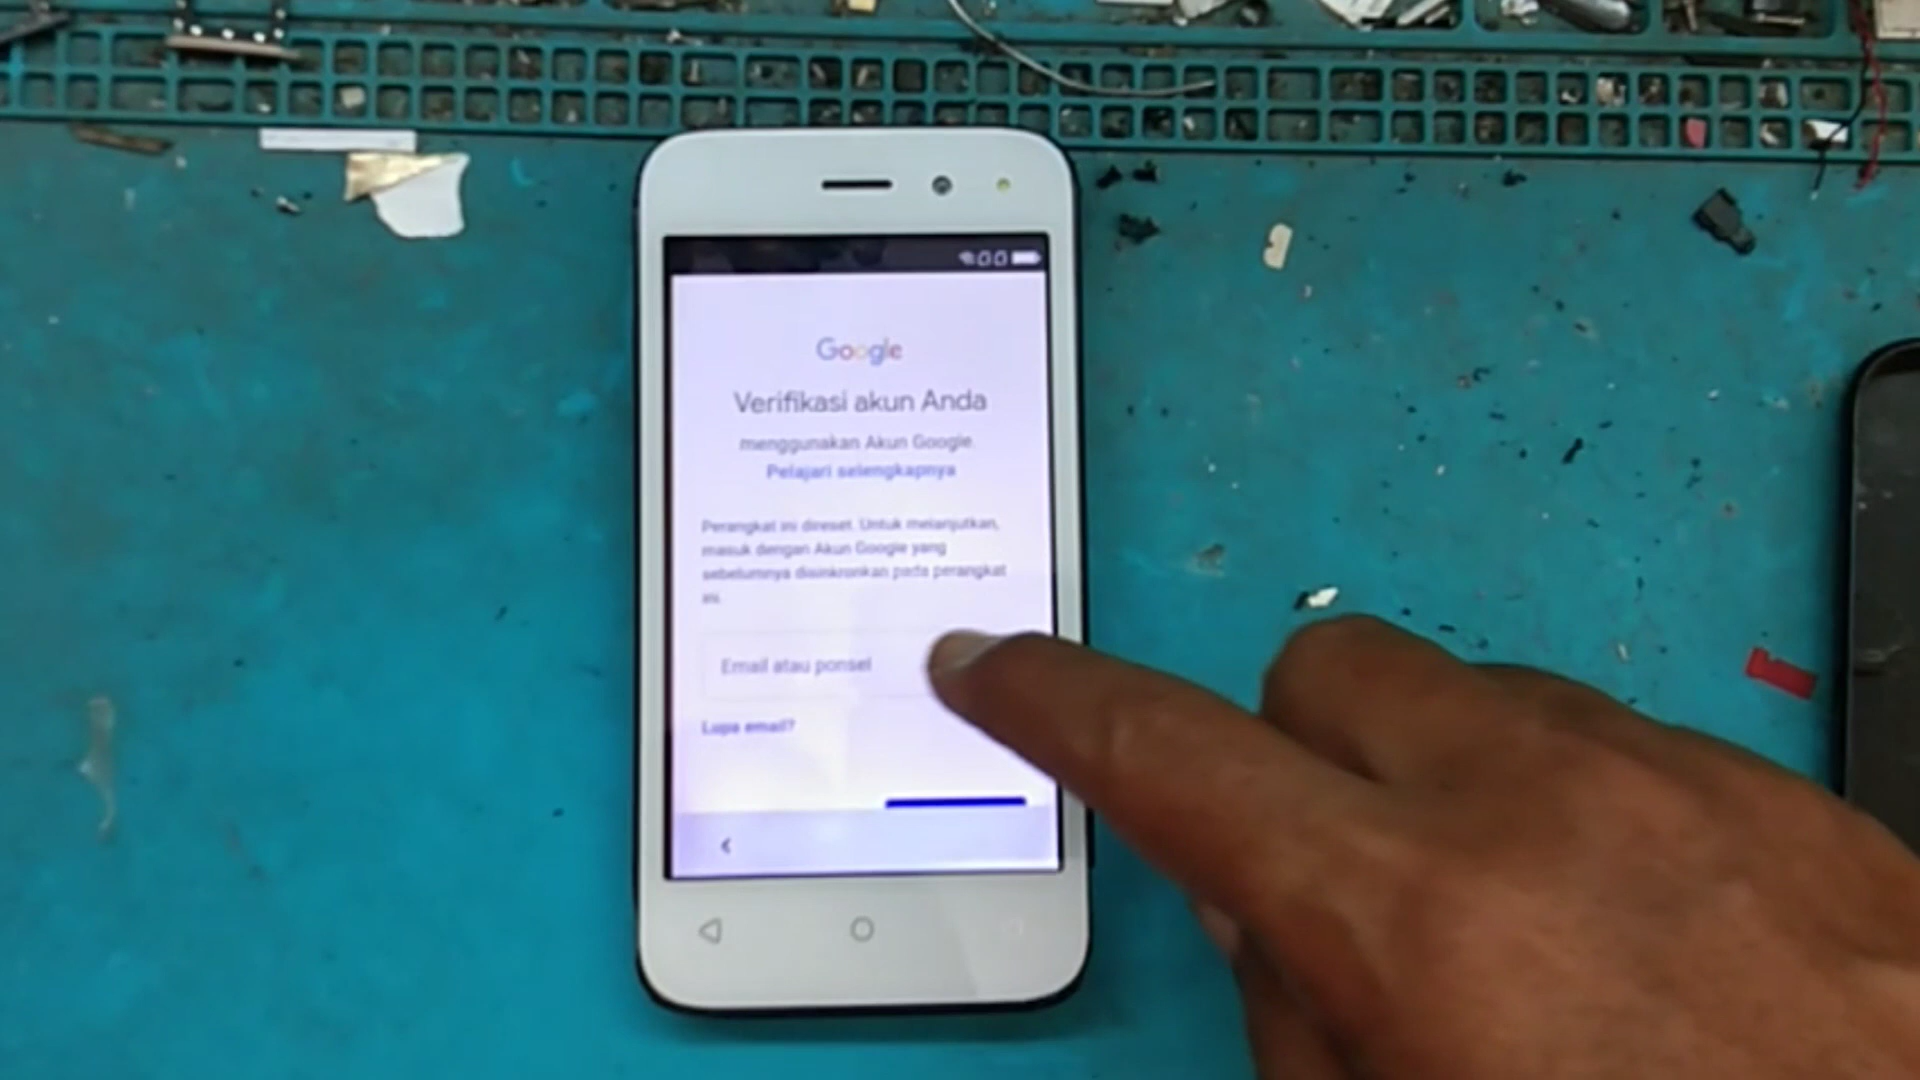 Google
Verifikasi akun Anda
menggunakan Akun Google.
Pelajari selengkapnya
Perangkat ini direset. Untuk melanjutkan,
masuk dengan Akun Google yang
sebelumnya disinkronkan pada perangkat
ini.
Email atau ponsel
Lupa email?